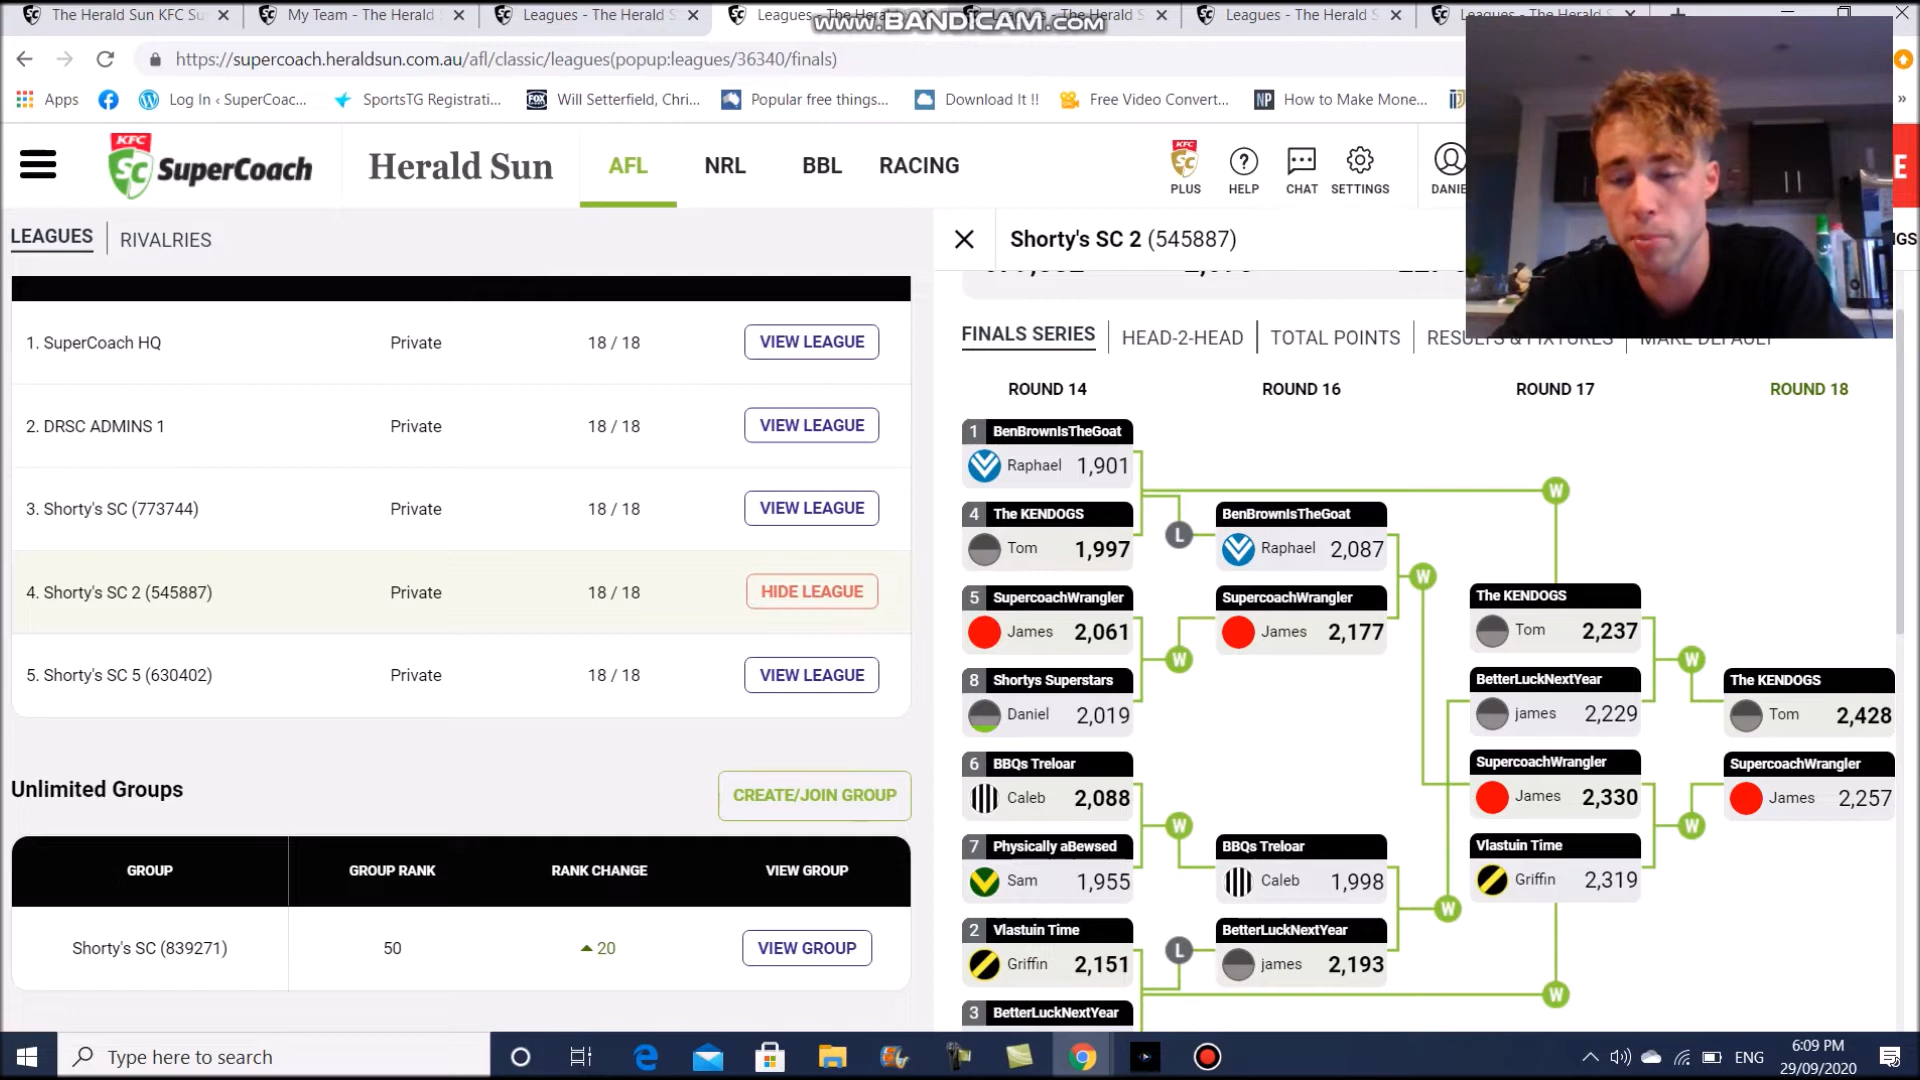 The Herald Sun KFC Su
My Team - The Herald
Leagues - The Herald S
Leagues - The He
Leagues - The Herald S
www.BANDICAM.com
https://supercoach.heraldsun.com.au/afl/classic/leagues(popup:leagues/36340/finals)
Apps
Log In ‹ SuperCoac...
SportsTG Registrati...
FOX
Will Setterfield, Chri...
Popular free things...
Download It !!
Free Video Convert...
NP
How to Make Mone...
»
KFC
SC
SuperCoach
Herald Sun
AFL
NRL
BBL
RACING
PLUS
HELP
CHAT
SETTINGS
DANIE
LEAGUES
RIVALRIES
Shorty's SC 2 (545887)
1. SuperCoach HQ
Private
18 / 18
VIEW LEAGUE
2. DRSC ADMINS 1
Private
18 / 18
VIEW LEAGUE
3. Shorty's SC (773744)
Private
18 / 18
VIEW LEAGUE
4. Shorty's SC 2 (545887)
Private
18 / 18
HIDE LEAGUE
5. Shorty's SC 5 (630402)
Private
18 / 18
VIEW LEAGUE
Unlimited Groups
CREATE/JOIN GROUP
GROUP
GROUP RANK
RANK CHANGE
VIEW GROUP
Shorty's SC (839271)
50
20
VIEW GROUP
FINALS SERIES
HEAD-2-HEAD
TOTAL POINTS
RESULTS & FIXTURES
MAKE DEFAULT
ROUND 14
ROUND 16
ROUND 17
ROUND 18
1 BenBrownIsTheGoat
Raphael 1,901
4 The KENDOGS
Tom 1,997
5 SupercoachWrangler
James 2,061
8 Shortys Superstars
Daniel 2,019
6 BBQs Treloar
Caleb 2,088
7 Physically aBewsed
Sam 1,955
2 Vlastuin Time
Griffin 2,151
3 BetterLuckNextYear
L
W
W
L
BenBrownIsTheGoat
Raphael 2,087
SupercoachWrangler
James 2,177
BBQs Treloar
Caleb 1,998
BetterLuckNextYear
james 2,193
W
W
W
W
The KENDOGS
Tom 2,237
BetterLuckNextYear
james 2,229
SupercoachWrangler
James 2,330
Vlastuin Time
Griffin 2,319
W
W
The KENDOGS
Tom 2,428
SupercoachWrangler
James 2,257
Type here to search
ENG
6:09 PM
29/09/2020